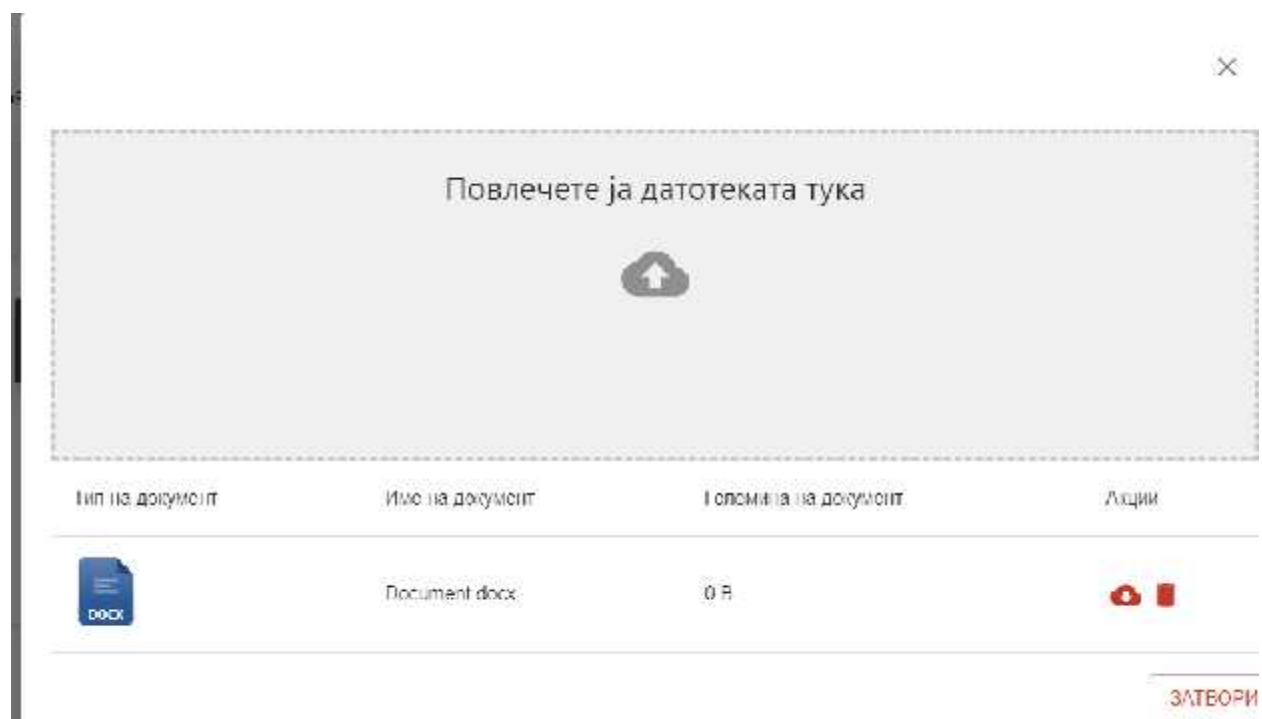 Повлечете ја датотеката тука
Тип на документ Име на документ Големина на документ Акции
DOCX Document.docx 0 B
ЗАТВОРИ